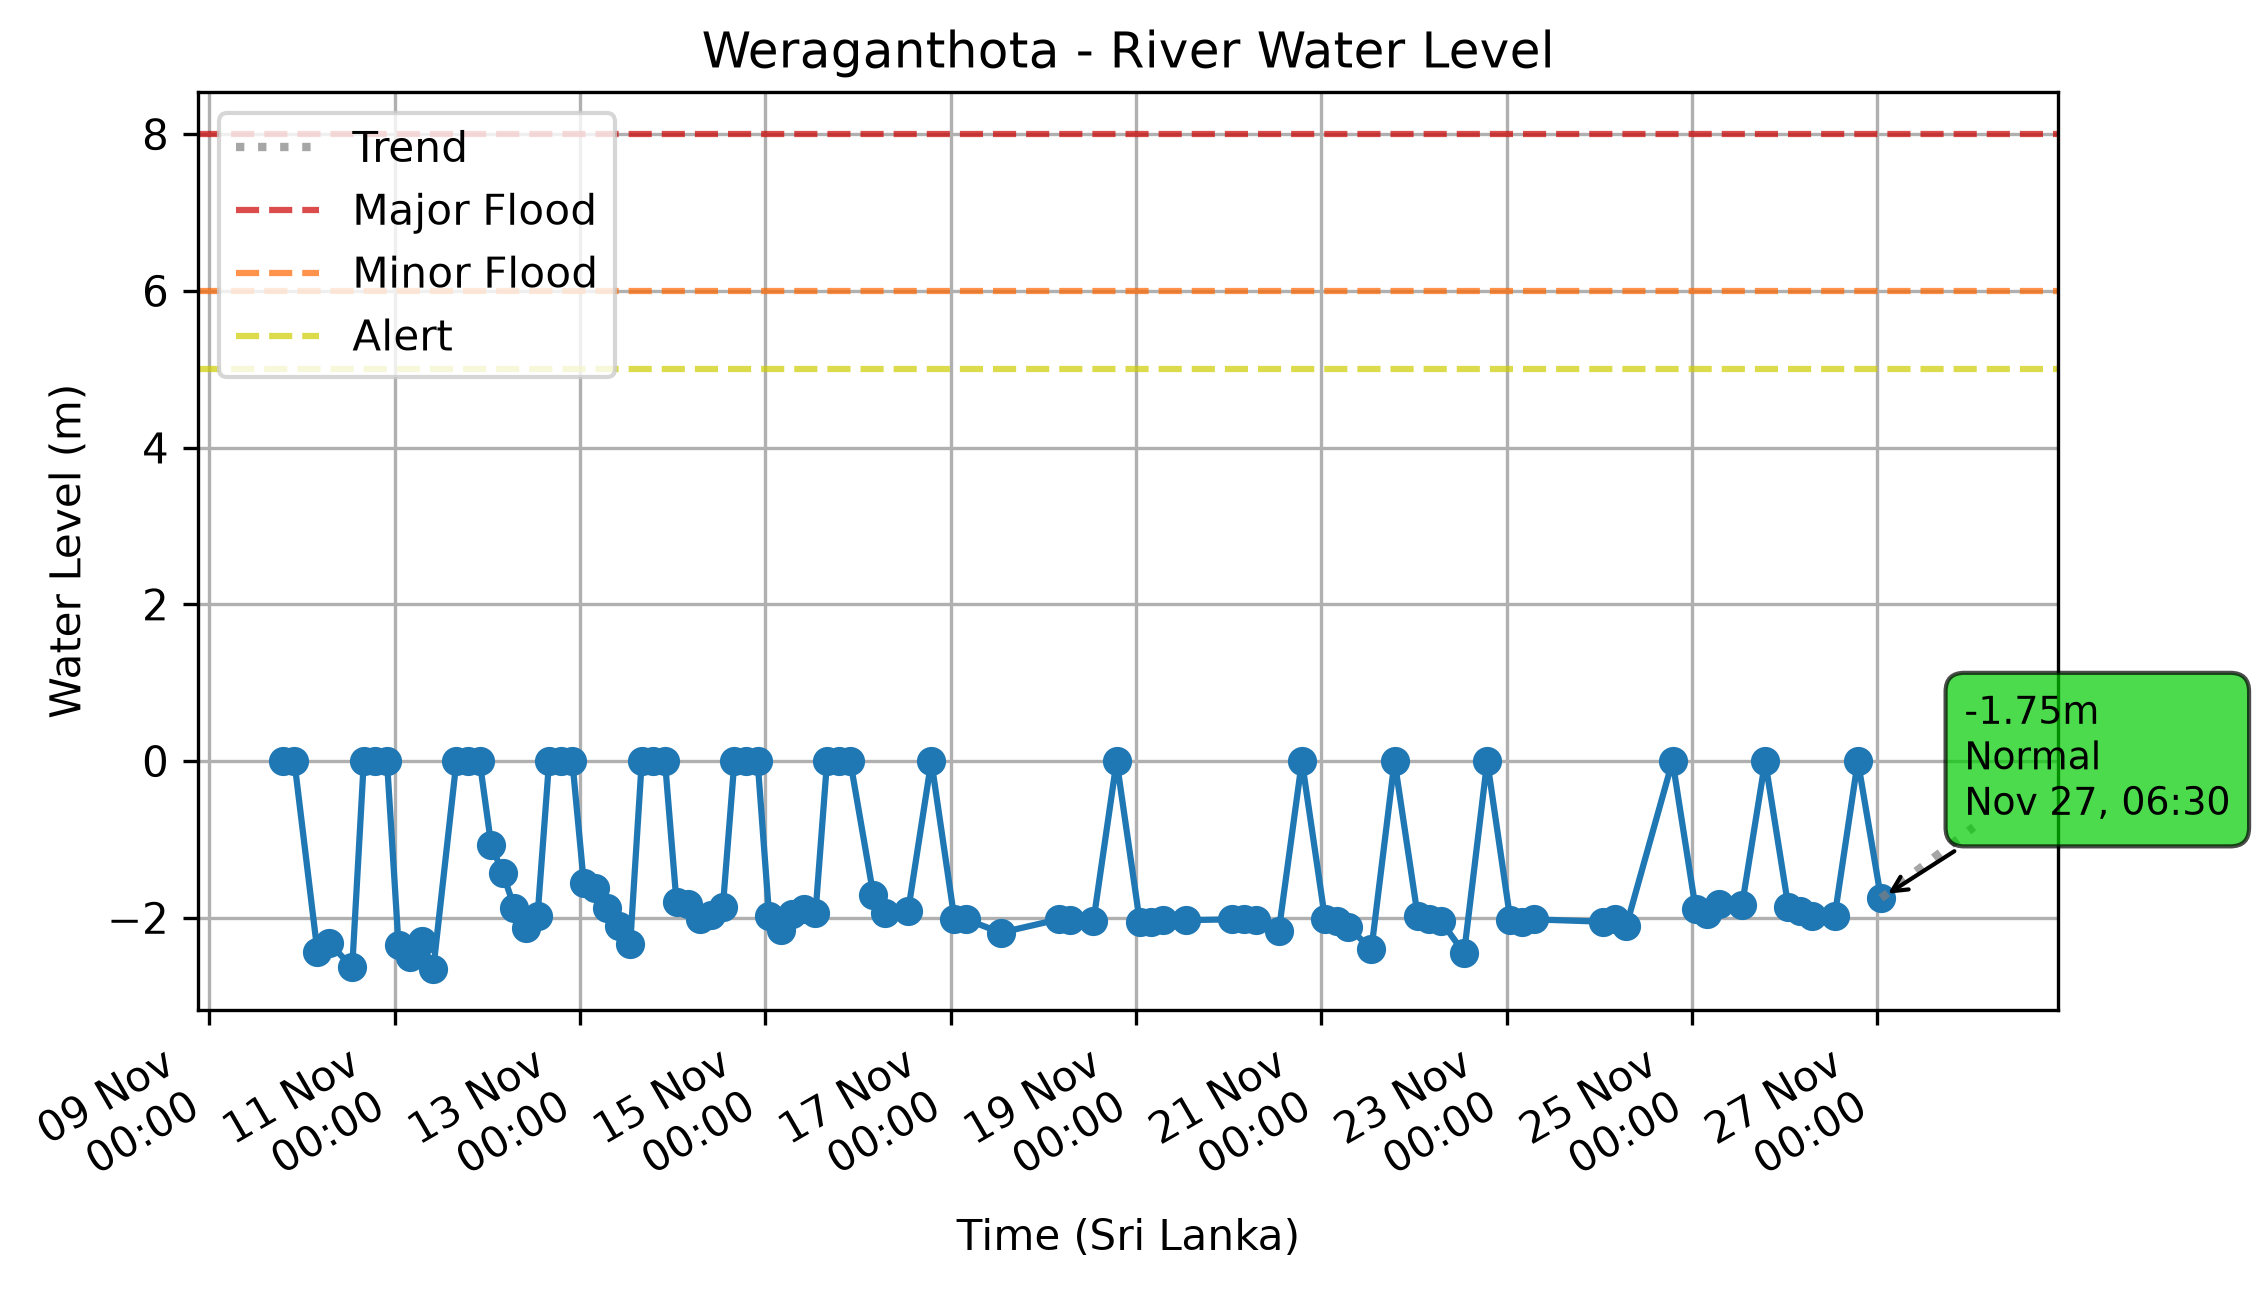 Weraganthota - River Water Level
Trend
Major Flood
Minor Flood
Alert
8
6
4
2
0
−2
Water Level (m)
-1.75m
Normal
Nov 27, 06:30
09 Nov
00:00
11 Nov
00:00
13 Nov
00:00
15 Nov
00:00
17 Nov
00:00
19 Nov
00:00
21 Nov
00:00
23 Nov
00:00
25 Nov
00:00
27 Nov
00:00
Time (Sri Lanka)